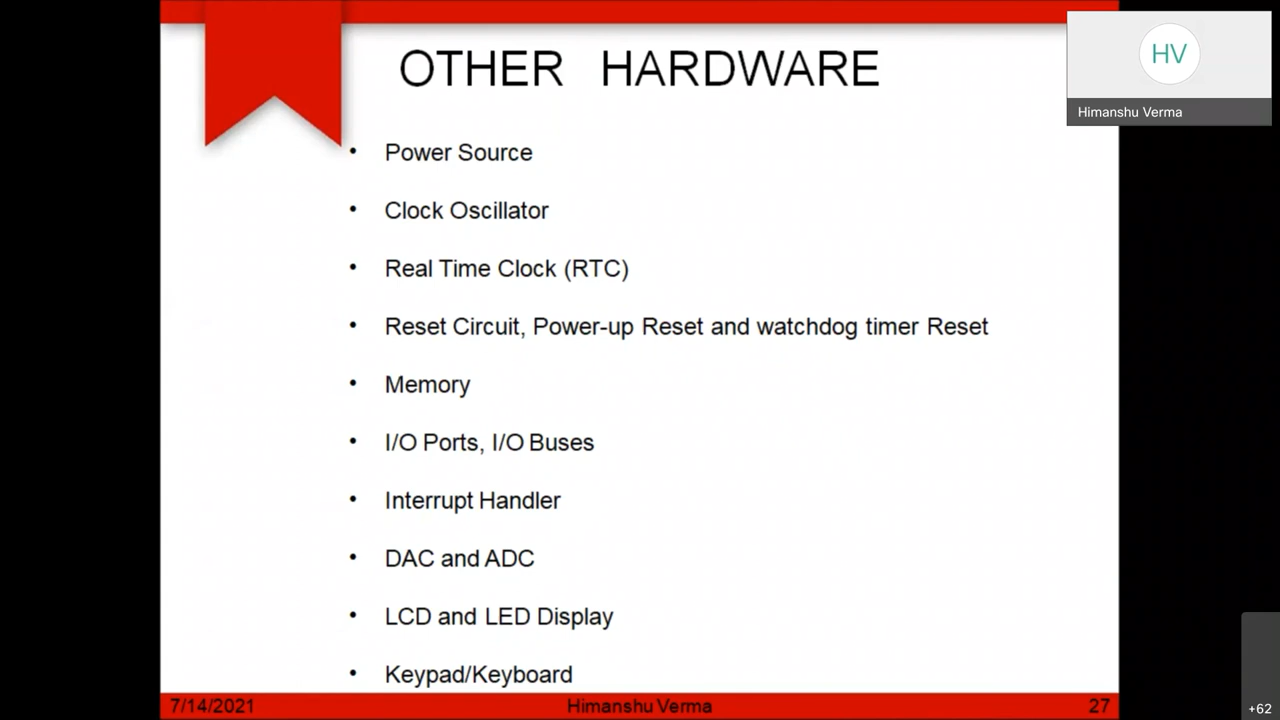 OTHER HARDWARE
HV
Himanshu Verma
• Power Source
• Clock Oscillator
• Real Time Clock (RTC)
• Reset Circuit, Power-up Reset and watchdog timer Reset
• Memory
• I/O Ports, I/O Buses
• Interrupt Handler
• DAC and ADC
• LCD and LED Display
• Keypad/Keyboard
7/14/2021 Himanshu Verma 27
+62